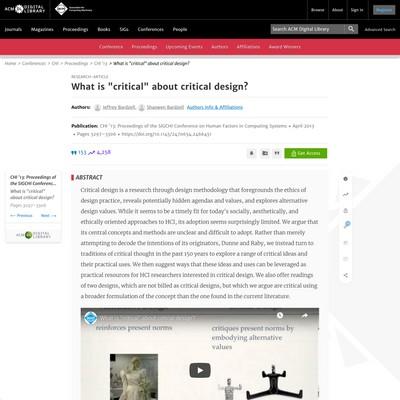 ACM DIGITAL LIBRARY
Association for Computing Machinery
Journals Magazines Proceedings Books SIGs Conferences People
Search ACM Digital Library
Advanced Search
Conference Proceedings Upcoming Events Authors Affiliations Award Winners
Home > Conferences > CHI > Proceedings > CHI '13 > What is "critical" about critical design?
RESEARCH-ARTICLE
What is "critical" about critical design?
Authors: Jeffrey Bardzell, Shaowen Bardzell Authors Info & Affiliations
Publication: CHI '13: Proceedings of the SIGCHI Conference on Human Factors in Computing Systems • April 2013
• Pages 3297–3306 • https://doi.org/10.1145/2470654.2466451
153 4,258
Get Access
CHI '13: Proceedings of
the SIGCHI Conferenc...
What is "critical"
about critical design?
Pages 3297–3306
Previous Next
ACM DIGITAL LIBRARY
ABSTRACT
Critical design is a research through design methodology that foregrounds the ethics of
design practice, reveals potentially hidden agendas and values, and explores alternative
design values. While it seems to be a timely fit for today's socially, aesthetically, and
ethically oriented approaches to HCI, its adoption seems surprisingly limited. We argue that
its central concepts and methods are unclear and difficult to adopt. Rather than merely
attempting to decode the intentions of its originators, Dunne and Raby, we instead turn to
traditions of critical thought in the past 150 years to explore a range of critical ideas and
their practical uses. We then suggest ways that these ideas and uses can be leveraged as
practical resources for HCI researchers interested in critical design. We also offer readings
of two designs, which are not billed as critical designs, but which we argue are critical using
a broader formulation of the concept than the one found in the current literature.
What is "critical" about critical design?
reinforces present norms
critiques present norms by
embodying alternative
values